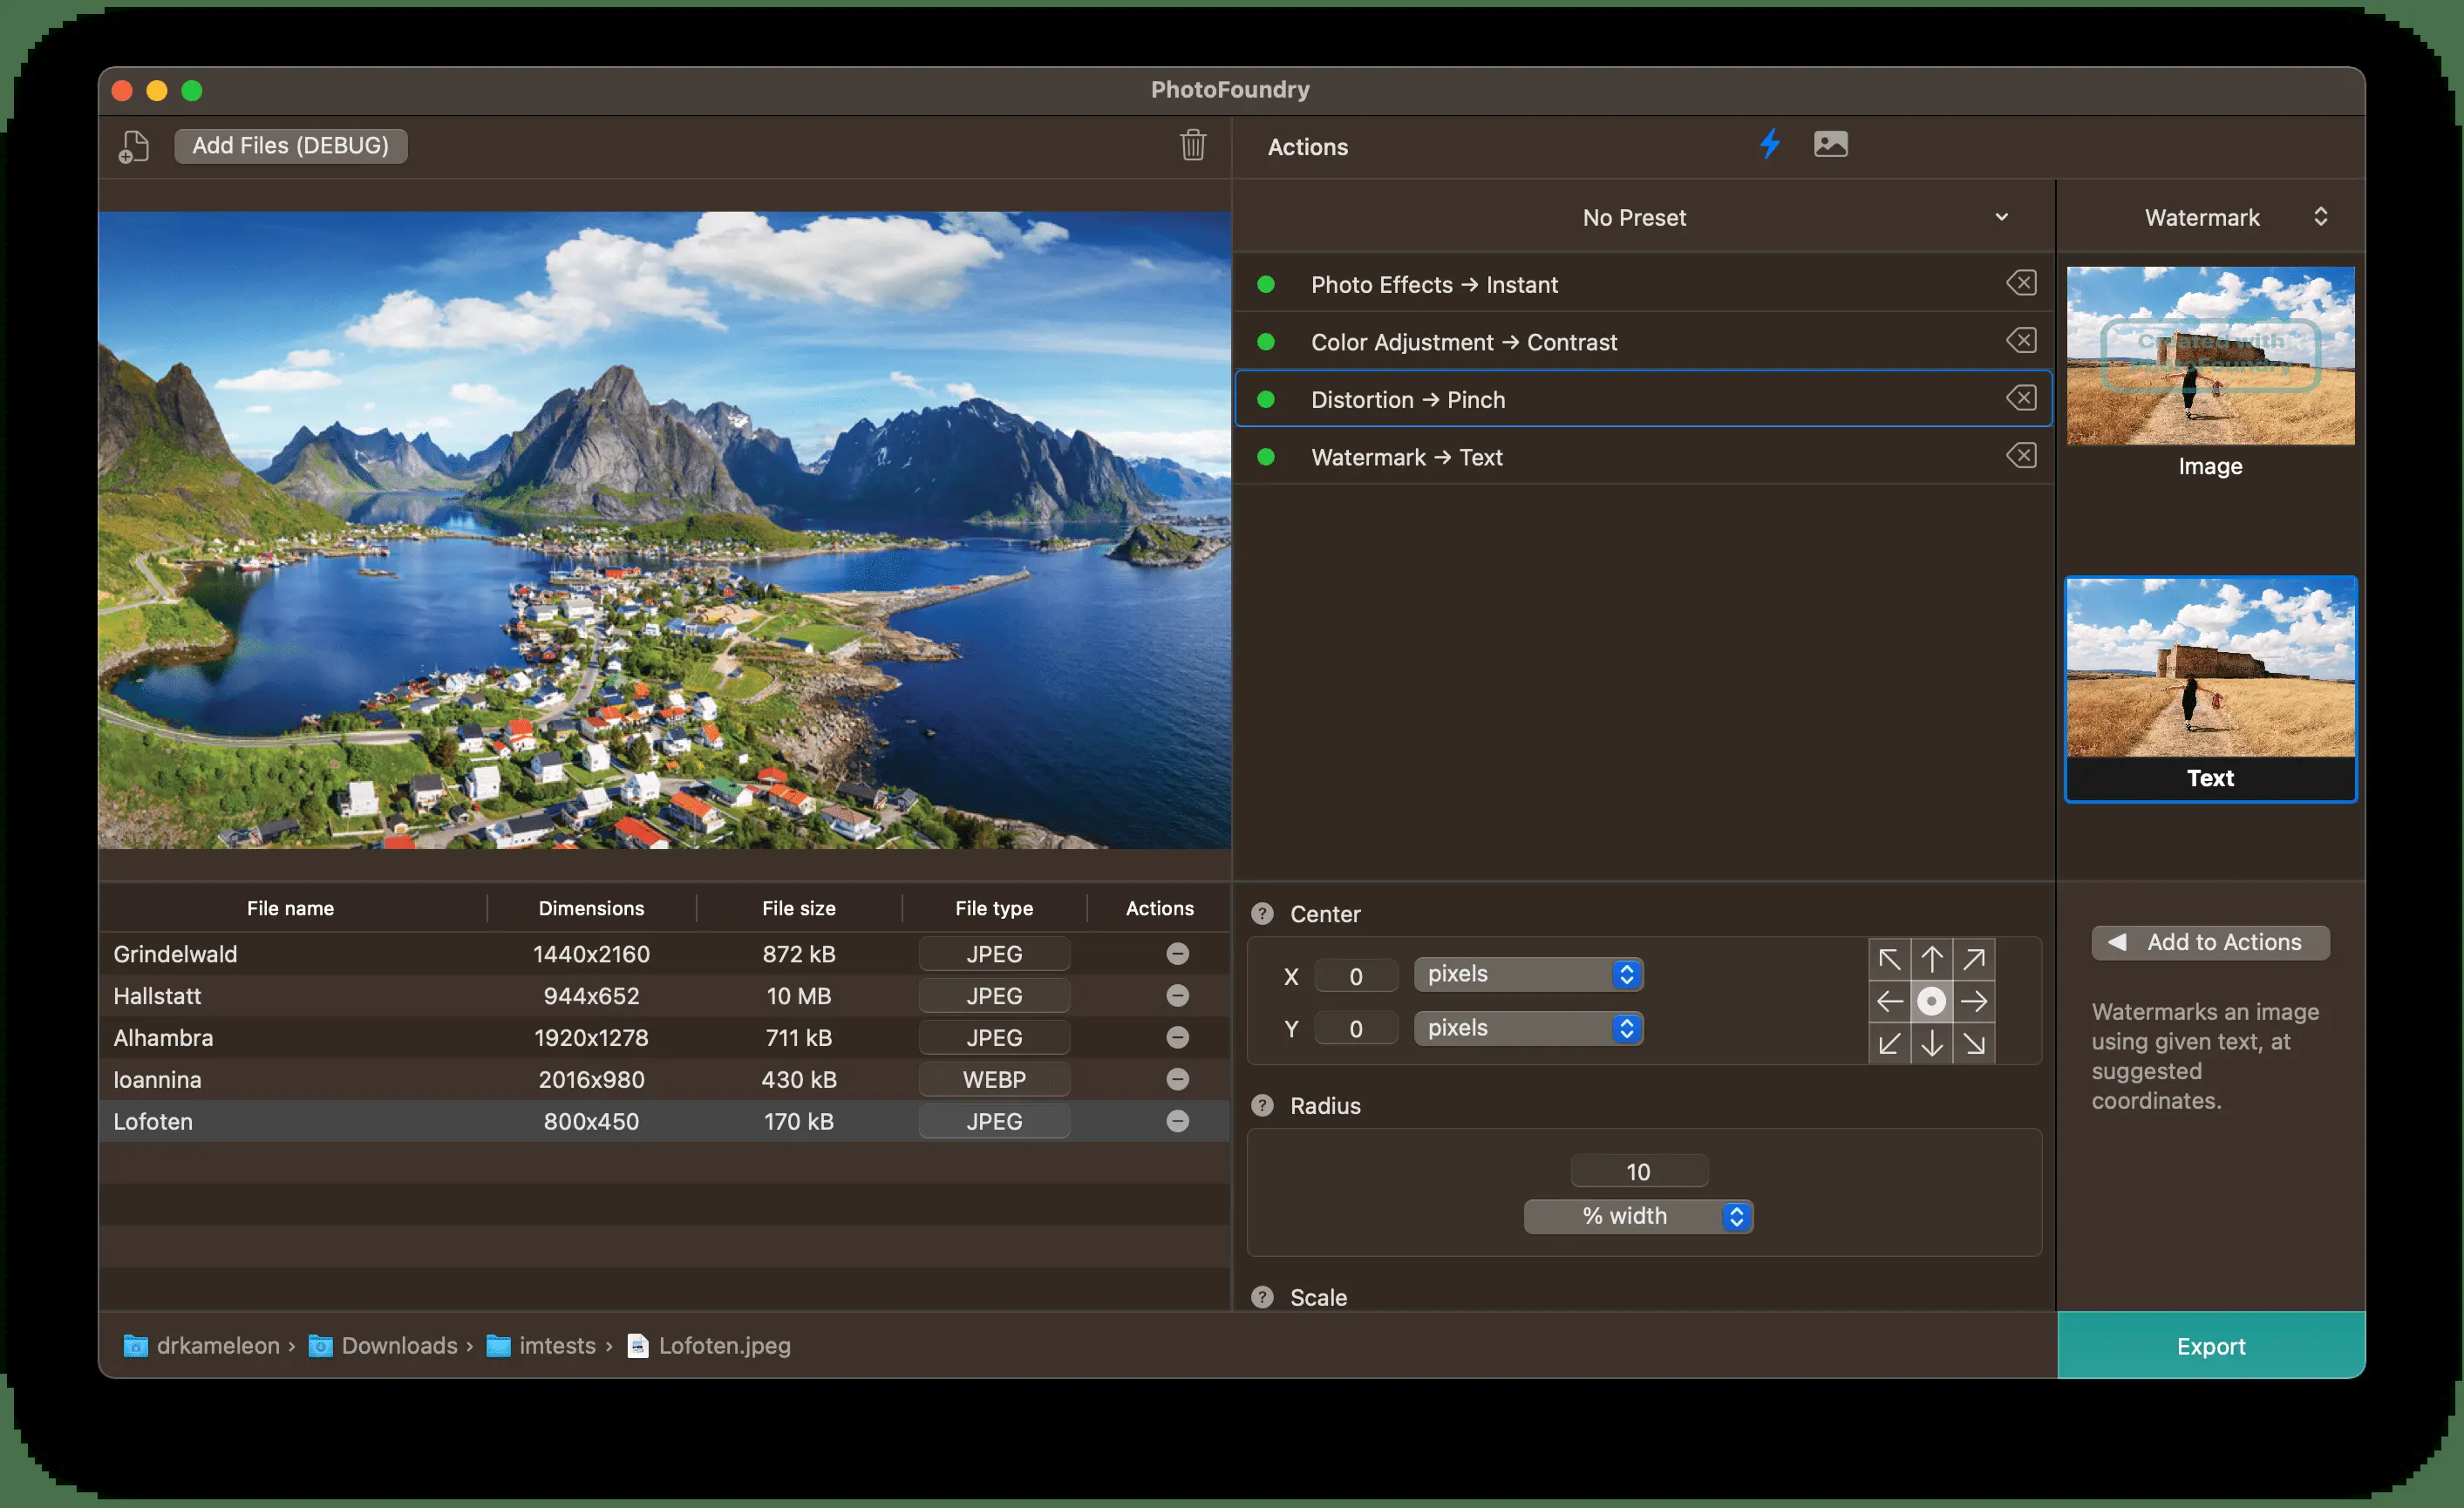 PhotoFoundry
Add Files (DEBUG)
Actions
No Preset
Watermark
Photo Effects → Instant
Color Adjustment → Contrast
Distortion → Pinch
Watermark → Text
Created with
PhotoFoundry
Image
Text
File name Dimensions File size File type Actions
Grindelwald 1440x2160 872 kB JPEG
Hallstatt 944x652 10 MB JPEG
Alhambra 1920x1278 711 kB JPEG
Ioannina 2016x980 430 kB WEBP
Lofoten 800x450 170 kB JPEG
? Center
X 0 pixels
Y 0 pixels
? Radius
10
% width
? Scale
Add to Actions
Watermarks an image
using given text, at
suggested
coordinates.
drkameleon › Downloads › imtests › Lofoten.jpeg
Export